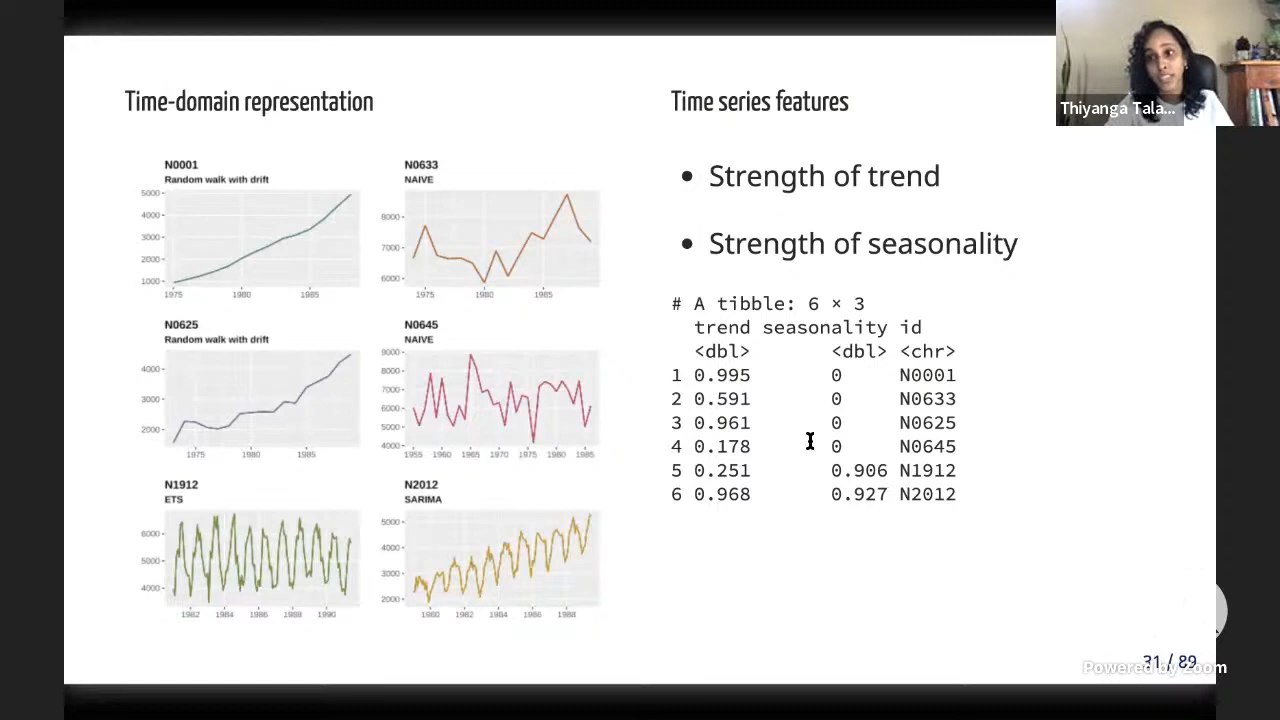 Time-domain representation
N0001
Random walk with drift
5000
4000
3000
2000
1000
1975 1980 1985
N0633
NAIVE
8000
7000
6000
1975 1980 1985
N0625
Random walk with drift
4000
3000
2000
1975 1980 1985
N0645
NAIVE
9000
8000
7000
6000
5000
4000
1955 1960 1965 1970 1975 1980 1985
N1912
ETS
6000
5000
4000
1982 1984 1986 1988 1990
N2012
SARIMA
5000
4000
3000
2000
1980 1982 1984 1986 1988
Time series features
• Strength of trend
• Strength of seasonality
# A tibble: 6 × 3
trend seasonality id
<dbl> <dbl> <chr>
1 0.995 0 N0001
2 0.591 0 N0633
3 0.961 0 N0625
4 0.178 0 N0645
5 0.251 0.906 N1912
6 0.968 0.927 N2012
Thiyanga Tala...
31 / 89
Powered by Zoom